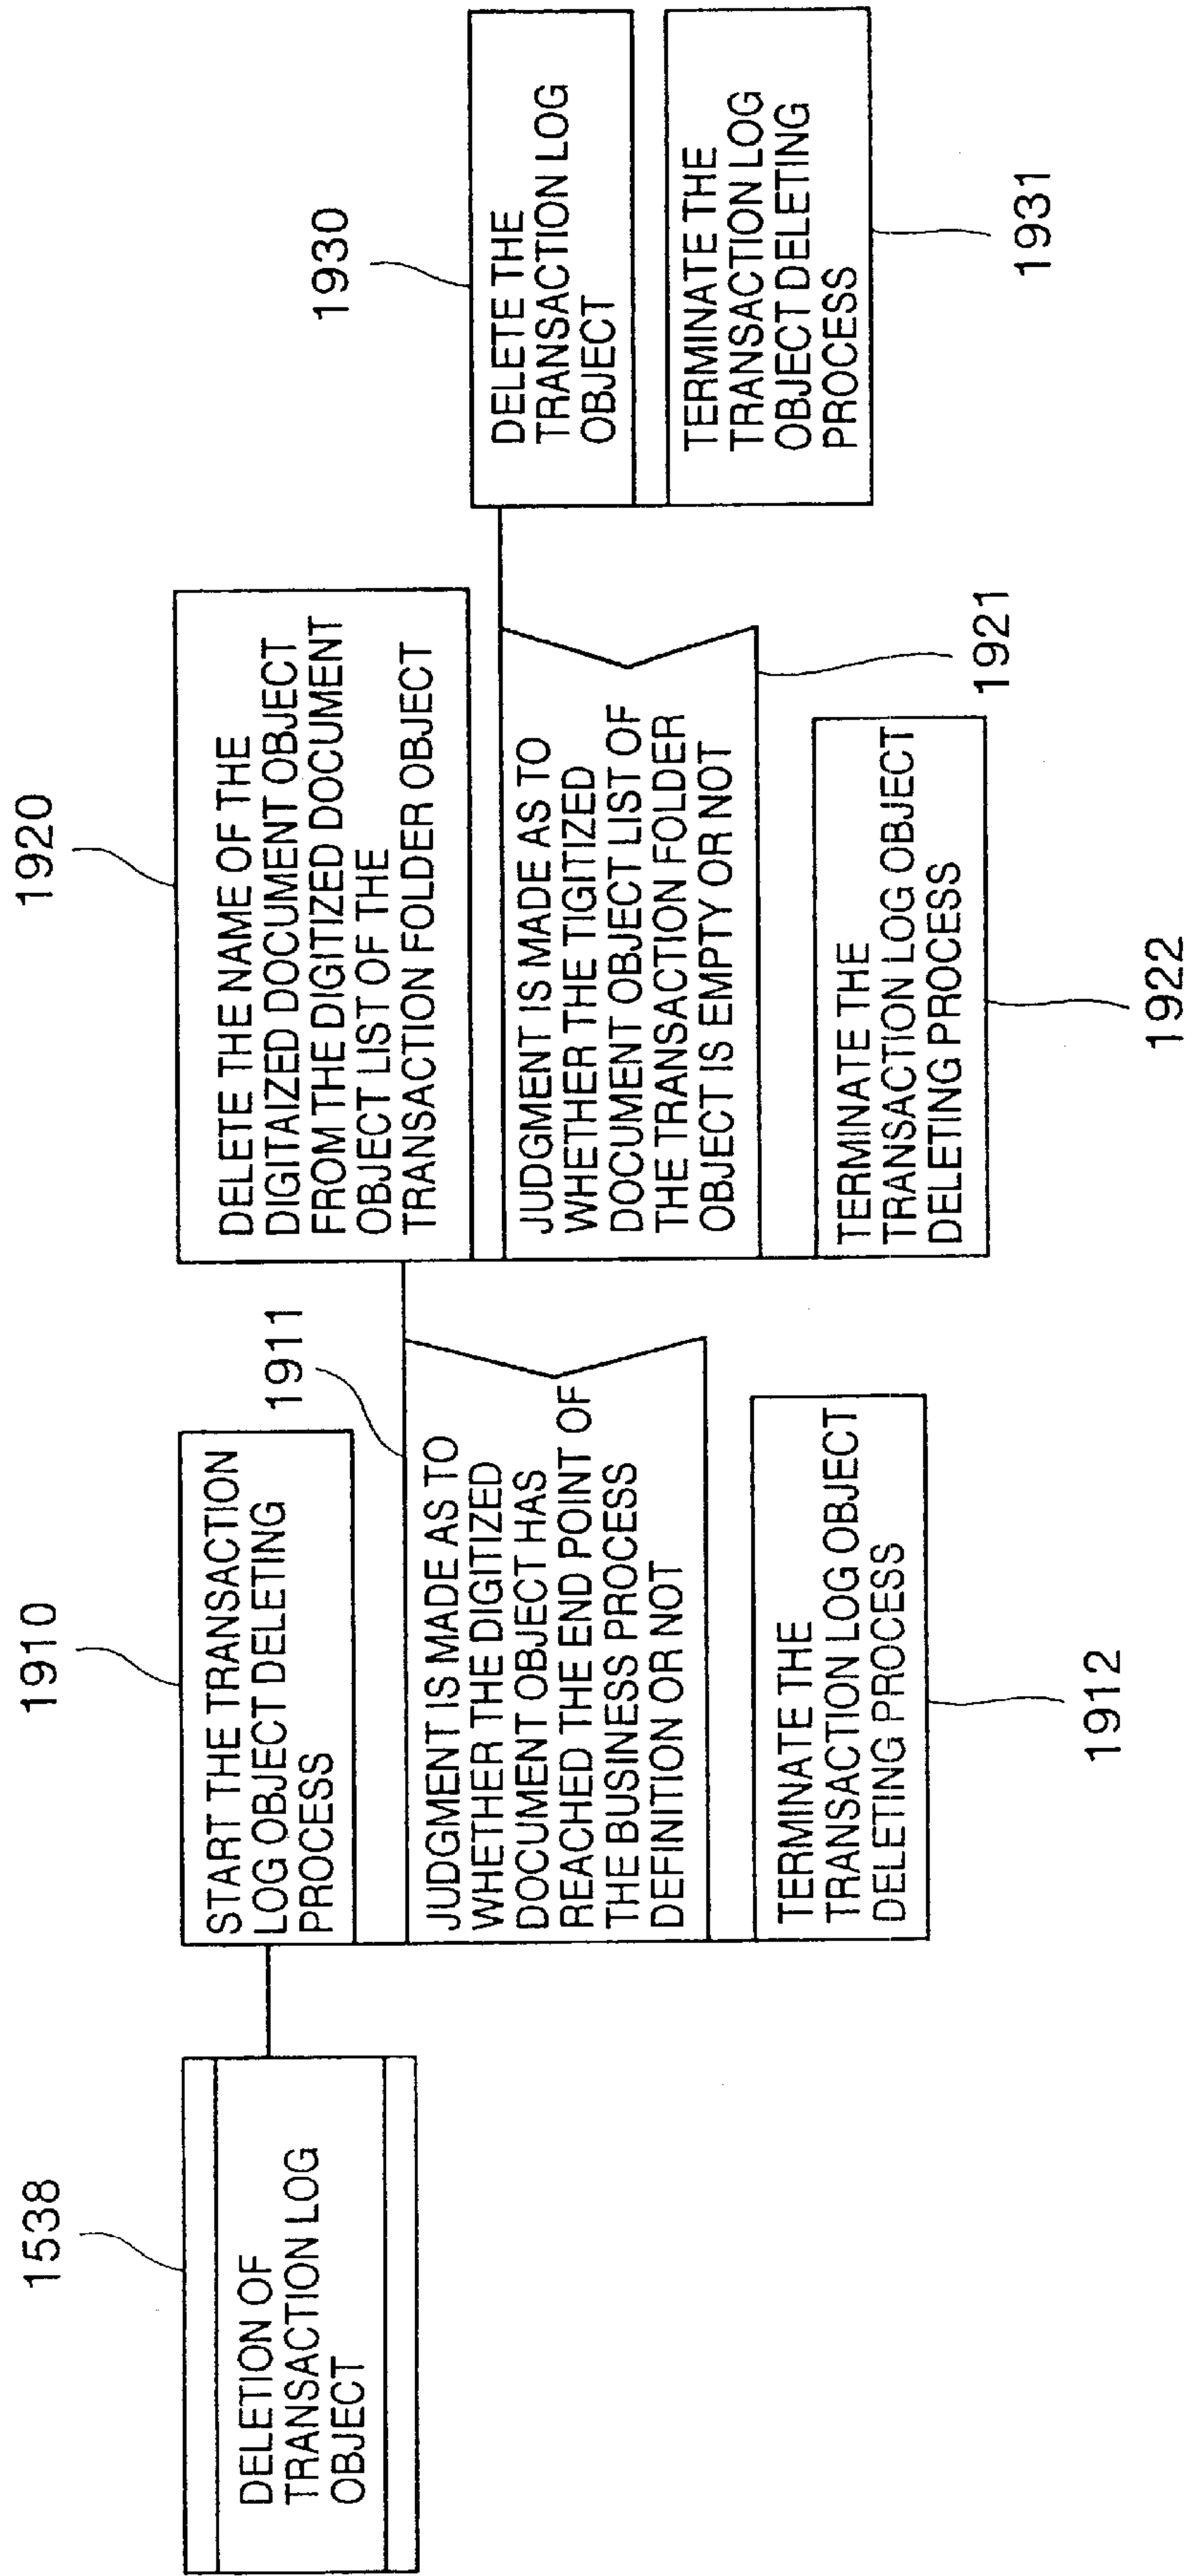 1538
DELETION OF
TRANSACTION LOG
OBJECT
1910
START THE TRANSACTION
LOG OBJECT DELETING
PROCESS
1911
JUDGMENT IS MADE AS TO
WHETHER THE DIGITIZED
DOCUMENT OBJECT HAS
REACHED THE END POINT OF
THE BUSINESS PROCESS
DEFINITION OR NOT
TERMINATE THE
TRANSACTION LOG OBJECT
DELETING PROCESS
1912
1920
DELETE THE NAME OF THE
DIGITAIZED DOCUMENT OBJECT
FROM THE DIGITIZED DOCUMENT
OBJECT LIST OF THE
TRANSACTION FOLDER OBJECT
JUDGMENT IS MADE AS TO
WHETHER THE TIGITIZED
DOCUMENT OBJECT LIST OF
THE TRANSACTION FOLDER
OBJECT IS EMPTY OR NOT
1921
TERMINATE THE
TRANSACTION LOG OBJECT
DELETING PROCESS
1922
1930
DELETE THE
TRANSACTION LOG
OBJECT
TERMINATE THE
TRANSACTION LOG
OBJECT DELETING
PROCESS
1931